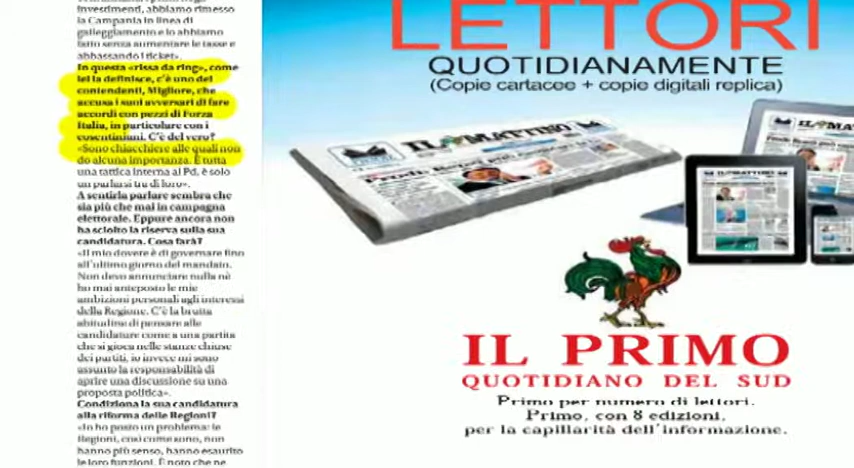 investimenti, abbiamo rimesso
la Campania in linea di
galleggiamento e lo abbiamo
fatto senza aumentare le tasse e
abbassando i ticket».
In questa «rissa da ring», come
lei la definisce, c'è uno dei
contendenti, Migliore, che
accusa i suoi avversari di fare
accordi con pezzi di Forza
Italia, in particolare con i
cosentiniani. C'è del vero?
«Sono chiacchiere alle quali non
do alcuna importanza. È tutta
una tattica interna al Pd, è solo
un parlarsi tra di loro».
A sentirla parlare sembra che
sia più che mai in campagna
elettorale. Eppure ancora non
ha sciolto la riserva sulla sua
candidatura. Cosa farà?
«Il mio dovere è di governare fino
all'ultimo giorno del mandato.
Non devo annunciare nulla nè
ho mai anteposto le mie
ambizioni personali agli interessi
della Regione. C'è la brutta
abitudine di pensare alle
candidature come a una partita
che si gioca nelle stanze chiuse
dei partiti, io invece mi sono
assunto la responsabilità di
aprire una discussione su una
proposta politica».
Condiziona la sua candidatura
alla riforma delle Regioni?
«Io ho posto un problema: le
Regioni, così come sono, non
hanno più senso, hanno esaurito
le loro funzioni. È noto che ne
LETTORI
QUOTIDIANAMENTE
(Copie cartacee + copie digitali replica)
IL MATTINO
IL MATTINO
IL PRIMO
QUOTIDIANO DEL SUD
Primo per numero di lettori.
Primo, con 8 edizioni,
per la capillarità dell'informazione.